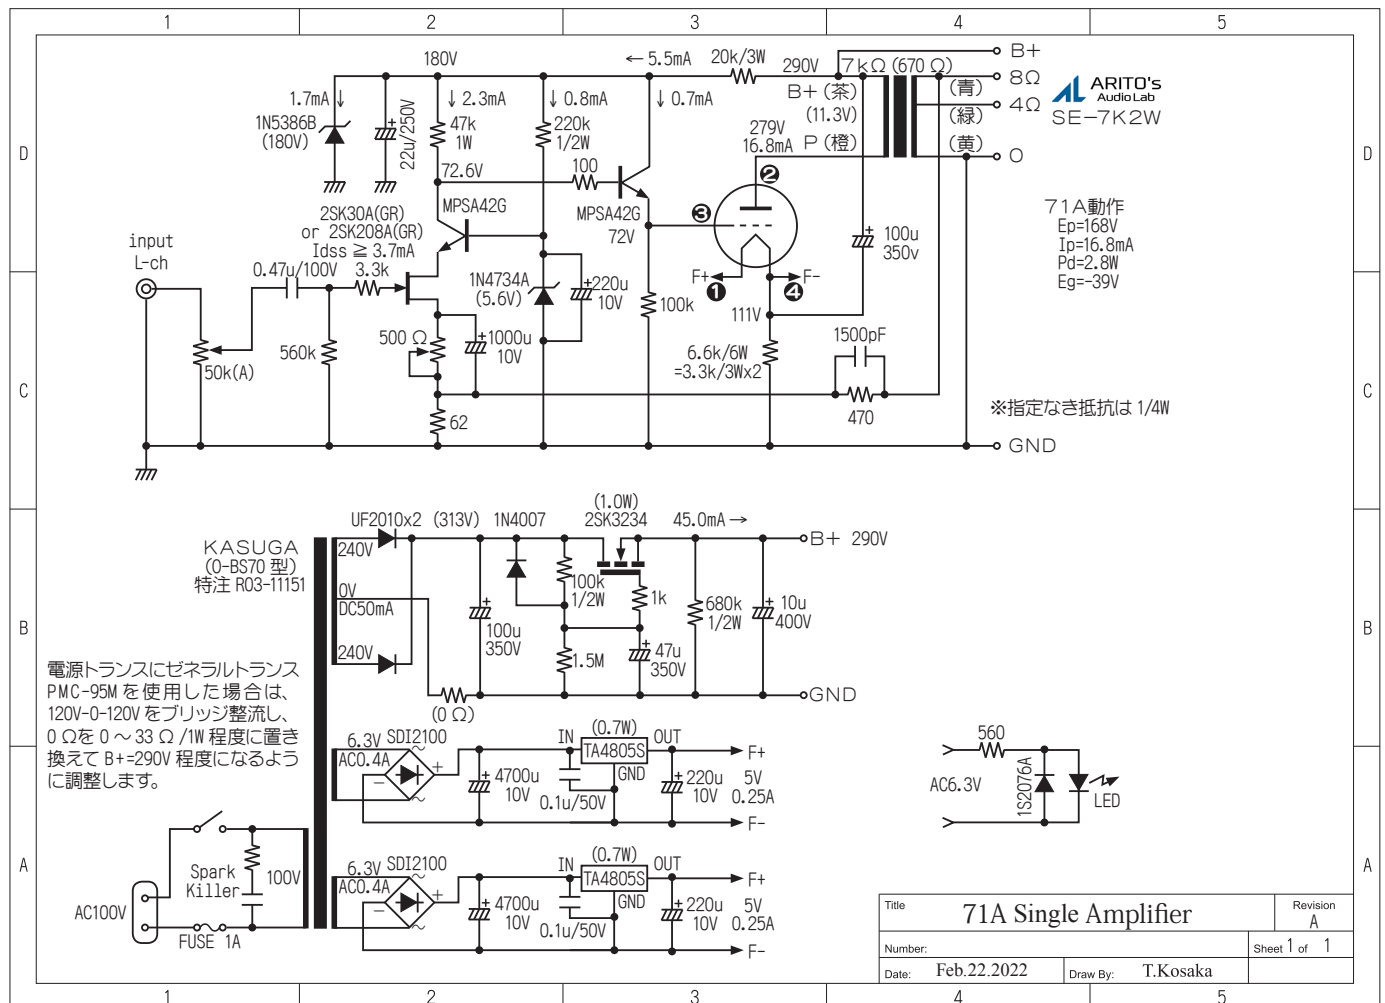 1 2 3 4 5
D
C
B
A
D
C
B
A
1 2 3 4 5
180V
← 5.5mA
20k/3W
290V
7kΩ (670 Ω)
B+
8Ω
4Ω
0
(青)
(緑)
(黄)
ARITO's
Audio Lab
SE-7K2W
1.7mA ↓
↓ 2.3mA
↓ 0.8mA
↓ 0.7mA
B+ (茶)
(11.3V)
P (橙)
1N5386B
(180V)
+
22u/250V
47k
1W
220k
1/2W
279V
16.8mA
72.6V
100
❷
MPSA42G
MPSA42G
72V
❸
2SK30A(GR)
or 2SK208A(GR)
Idss ≧ 3.7mA
71A動作
Ep=168V
Ip=16.8mA
Pd=2.8W
Eg=-39V
input
L-ch
+
100u
350v
0.47u/100V
3.3k
1N4734A
(5.6V)
+
220u
10V
F+
❶
F-
❹
100k
111V
500 Ω
+
1000u
10V
560k
50k(A)
6.6k/6W
=3.3k/3Wx2
1500pF
470
62
※指定なき抵抗は 1/4W
GND
UF2010x2
(313V)
1N4007
(1.0W)
2SK3234
45.0mA →
B+ 290V
KASUGA
(O-BS70 型)
特注 R03-11151
240V
0V
DC50mA
240V
+
100u
350V
100k
1/2W
1k
680k
1/2W
+
10u
400V
1.5M
+
47u
350V
GND
(0 Ω)
電源トランスにゼネラルトランス
PMC-95M を使用した場合は、
120V-0-120V をブリッジ整流し、
0 Ωを 0 ～ 33 Ω /1W 程度に置き
換えて B+=290V 程度になるよう
に調整します。
6.3V
AC0.4A
SDI2100
～
+
−
～
+
4700u
10V
IN
(0.7W)
TA4805S
OUT
GND
0.1u/50V
+
220u
10V
F+
5V
0.25A
F-
560
AC6.3V
1S2076A
LED
6.3V
AC0.4A
SDI2100
～
+
−
～
+
4700u
10V
IN
(0.7W)
TA4805S
OUT
GND
0.1u/50V
+
220u
10V
F+
5V
0.25A
F-
Spark
Killer
100V
AC100V
FUSE 1A
Title
71A Single Amplifier
Revision
A
Number:
Sheet 1 of 1
Date: Feb.22.2022
Draw By: T.Kosaka